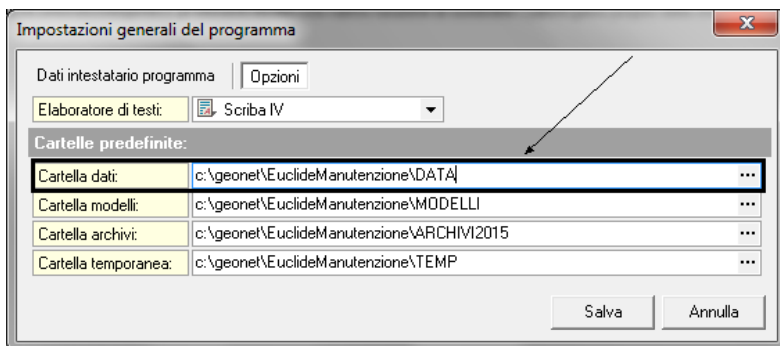 Impostazioni generali del programma
Dati intestatario programma Opzioni
Elaboratore di testi: Scriba IV
Cartelle predefinite:
Cartella dati: c:\geonet\EuclideManutenzione\DATA
Cartella modelli: c:\geonet\EuclideManutenzione\MODELLI
Cartella archivi: c:\geonet\EuclideManutenzione\ARCHIVI2015
Cartella temporanea: c:\geonet\EuclideManutenzione\TEMP
Salva Annulla